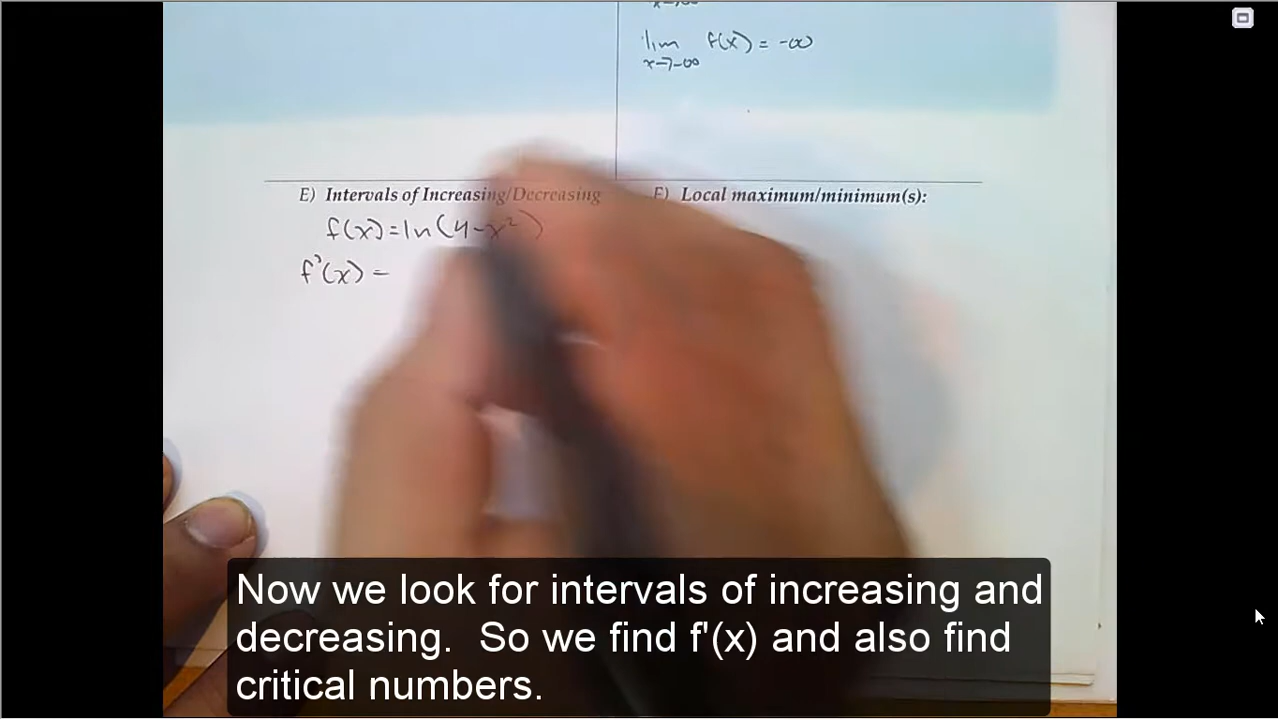 lim f(x) = -∞
x→-∞
E) Intervals of Increasing/Decreasing
F) Local maximum/minimum(s):
f(x)=ln(4-x²)
f'(x) =
Now we look for intervals of increasing and
decreasing. So we find f'(x) and also find
critical numbers.